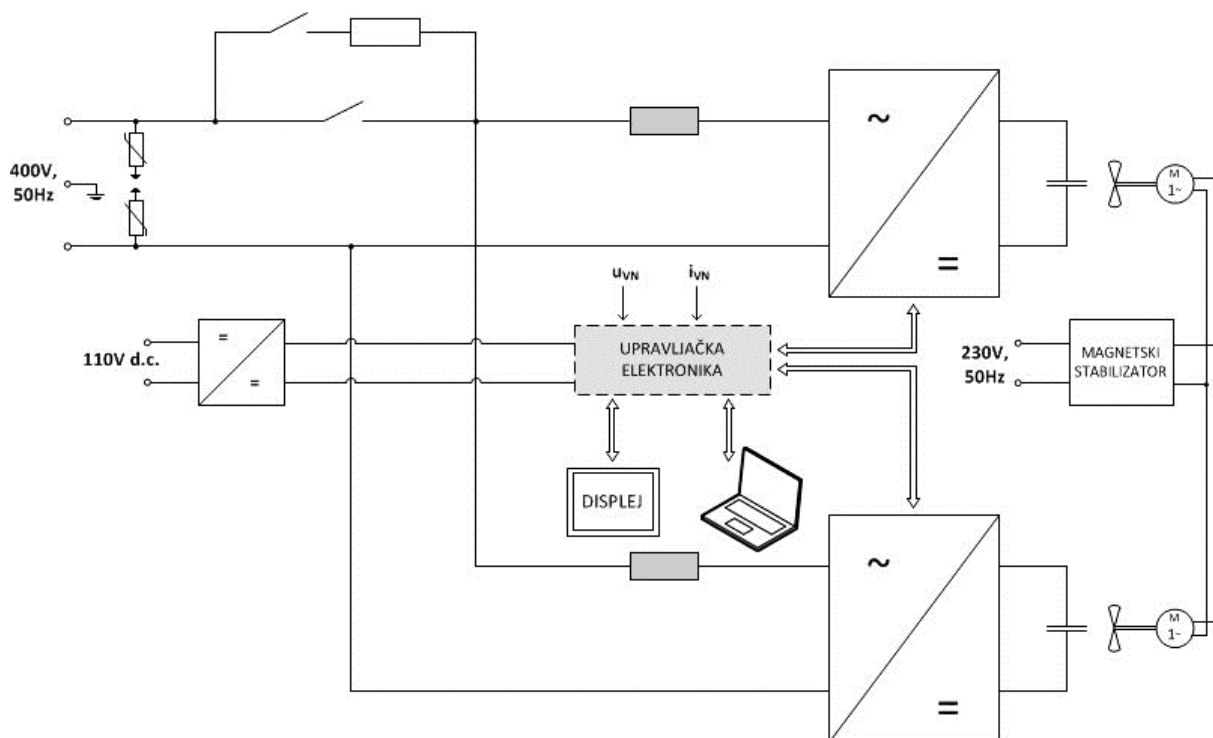 ~
400V,
50Hz
M
1~
=
uVN
iVN
=
=
110V d.c.
UPRAVLJAČKA
ELEKTRONIKA
230V,
50Hz
MAGNETSKI
STABILIZATOR
DISPLEJ
~
M
1~
=